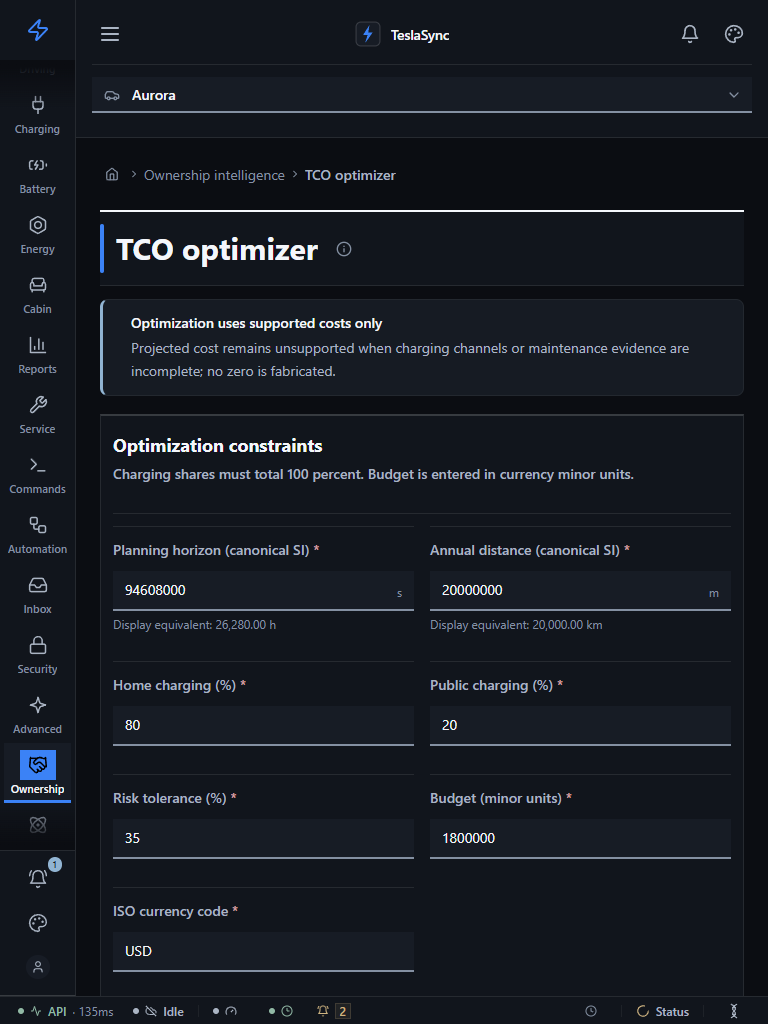 TeslaSync
Aurora
Driving
Charging
Battery
Energy
Cabin
Reports
Service
Commands
Automation
Inbox
Security
Advanced
Ownership
1
Ownership intelligence
TCO optimizer
TCO optimizer
Optimization uses supported costs only
Projected cost remains unsupported when charging channels or maintenance evidence are
incomplete; no zero is fabricated.
Optimization constraints
Charging shares must total 100 percent. Budget is entered in currency minor units.
Planning horizon (canonical SI) *
94608000 s
Display equivalent: 26,280.00 h
Annual distance (canonical SI) *
20000000 m
Display equivalent: 20,000.00 km
Home charging (%) *
80
Public charging (%) *
20
Risk tolerance (%) *
35
Budget (minor units) *
1800000
ISO currency code *
USD
API · 135ms
Idle
2
Status